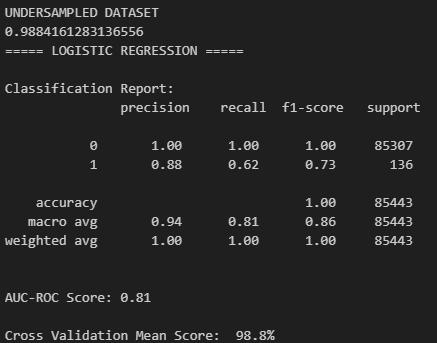 UNDERSAMPLED DATASET
0.9884161283136556
===== LOGISTIC REGRESSION =====
Classification Report:
precision recall f1-score support
0 1.00 1.00 1.00 85307
1 0.88 0.62 0.73 136
accuracy 1.00 85443
macro avg 0.94 0.81 0.86 85443
weighted avg 1.00 1.00 1.00 85443
AUC-ROC Score: 0.81
Cross Validation Mean Score: 98.8%